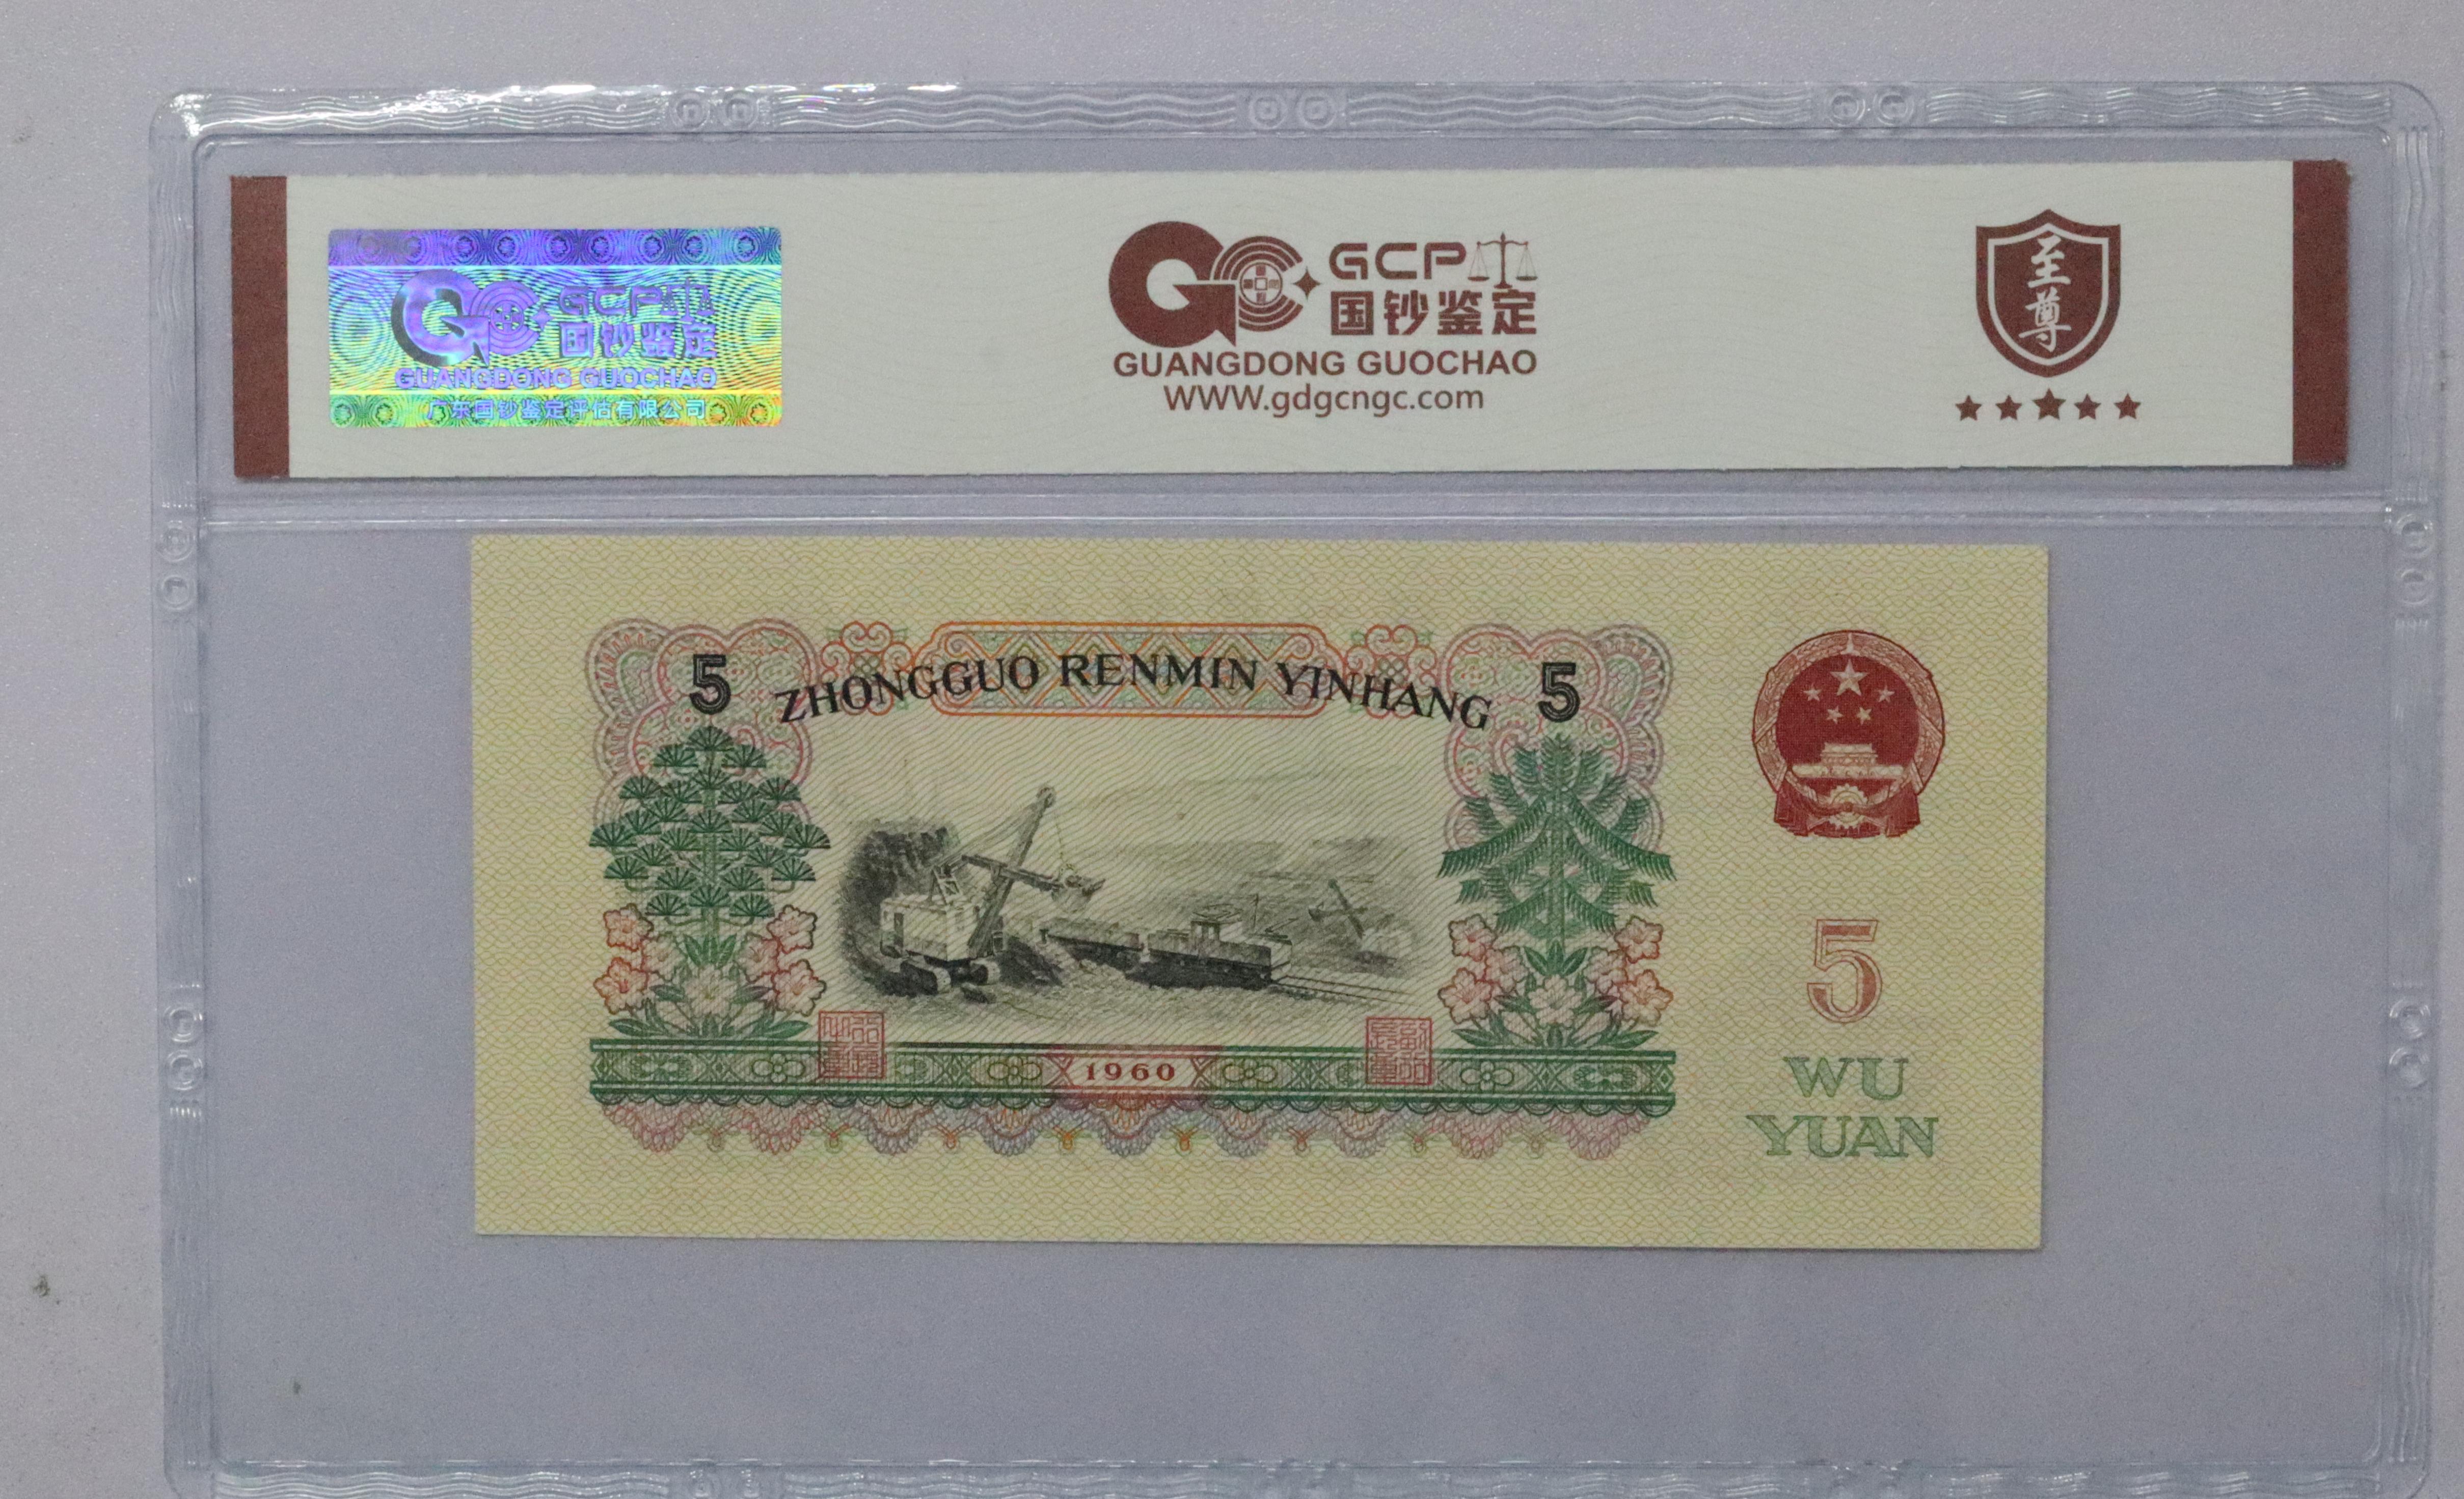 GCP
国钞鉴定
GUANGDONG GUOCHAO
广东国钞鉴定评估有限公司
GCP
国钞鉴定
GUANGDONG GUOCHAO
WWW.gdgcngc.com
至尊
5 ZHONGGUO RENMIN YINHANG 5
1960
5
WU
YUAN